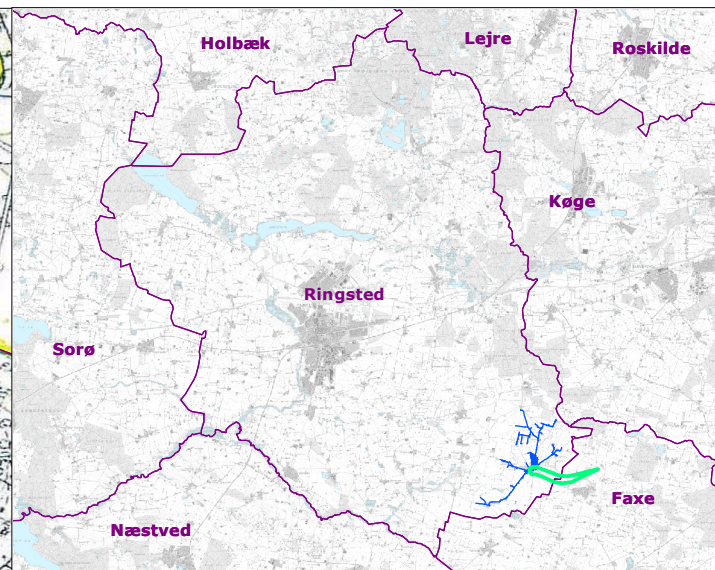 Holbæk
Lejre
Roskilde
Køge
Ringsted
Sorø
Faxe
Næstved